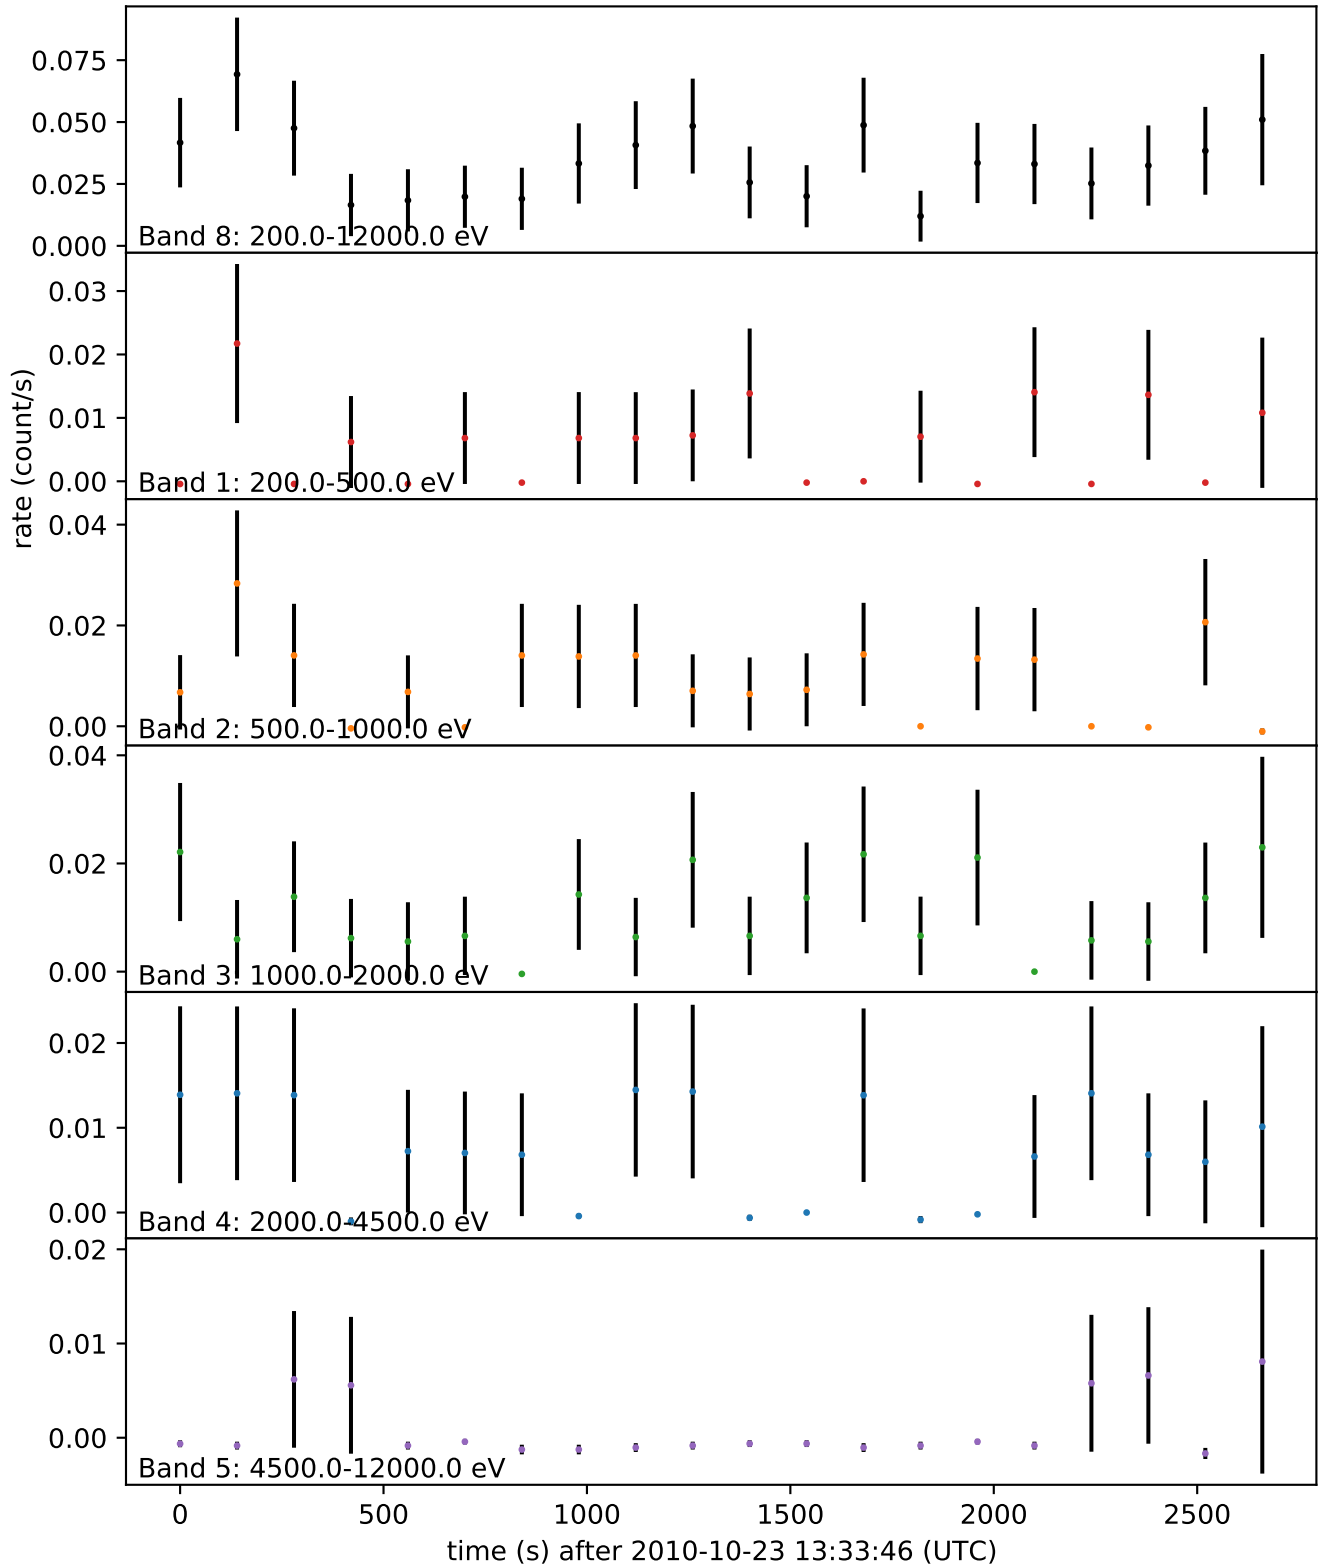 0.075
0.050
0.025
0.000
Band 8: 200.0-12000.0 eV
0.03
0.02
0.01
0.00
Band 1: 200.0-500.0 eV
rate (count/s)
0.04
0.02
0.00
Band 2: 500.0-1000.0 eV
0.04
0.02
0.00
Band 3: 1000.0-2000.0 eV
0.02
0.01
0.00
Band 4: 2000.0-4500.0 eV
0.02
0.01
0.00
Band 5: 4500.0-12000.0 eV
0 500 1000 1500 2000 2500
time (s) after 2010-10-23 13:33:46 (UTC)